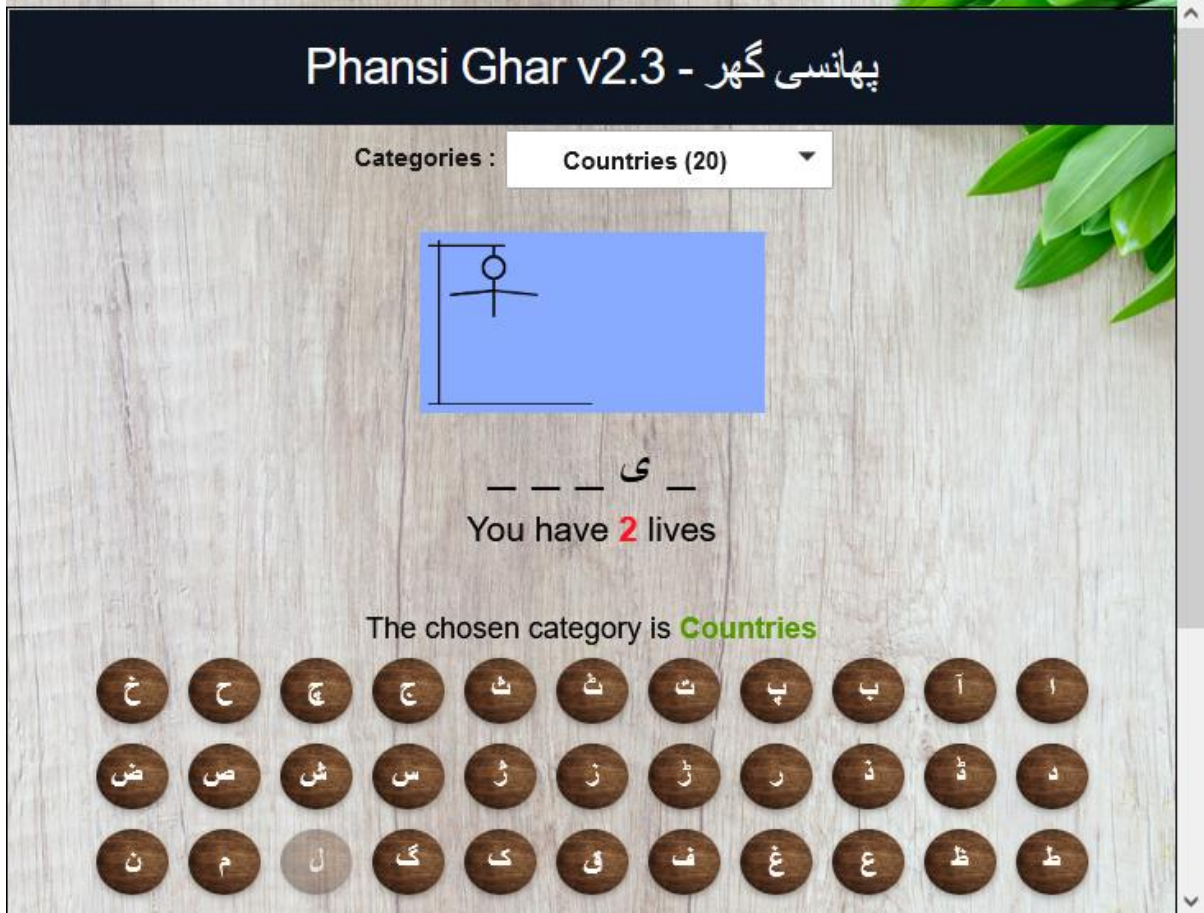 Phansi Ghar v2.3 - پھانسی گھر
Categories : Countries (20)
_ _ _ ی _
You have 2 lives
The chosen category is Countries
ا آ ب پ ت ٹ ث ج چ ح خ
د ڈ ذ ر ڑ ز ژ س ش ص ض
ط ظ ع غ ف ق ک گ ل م ن